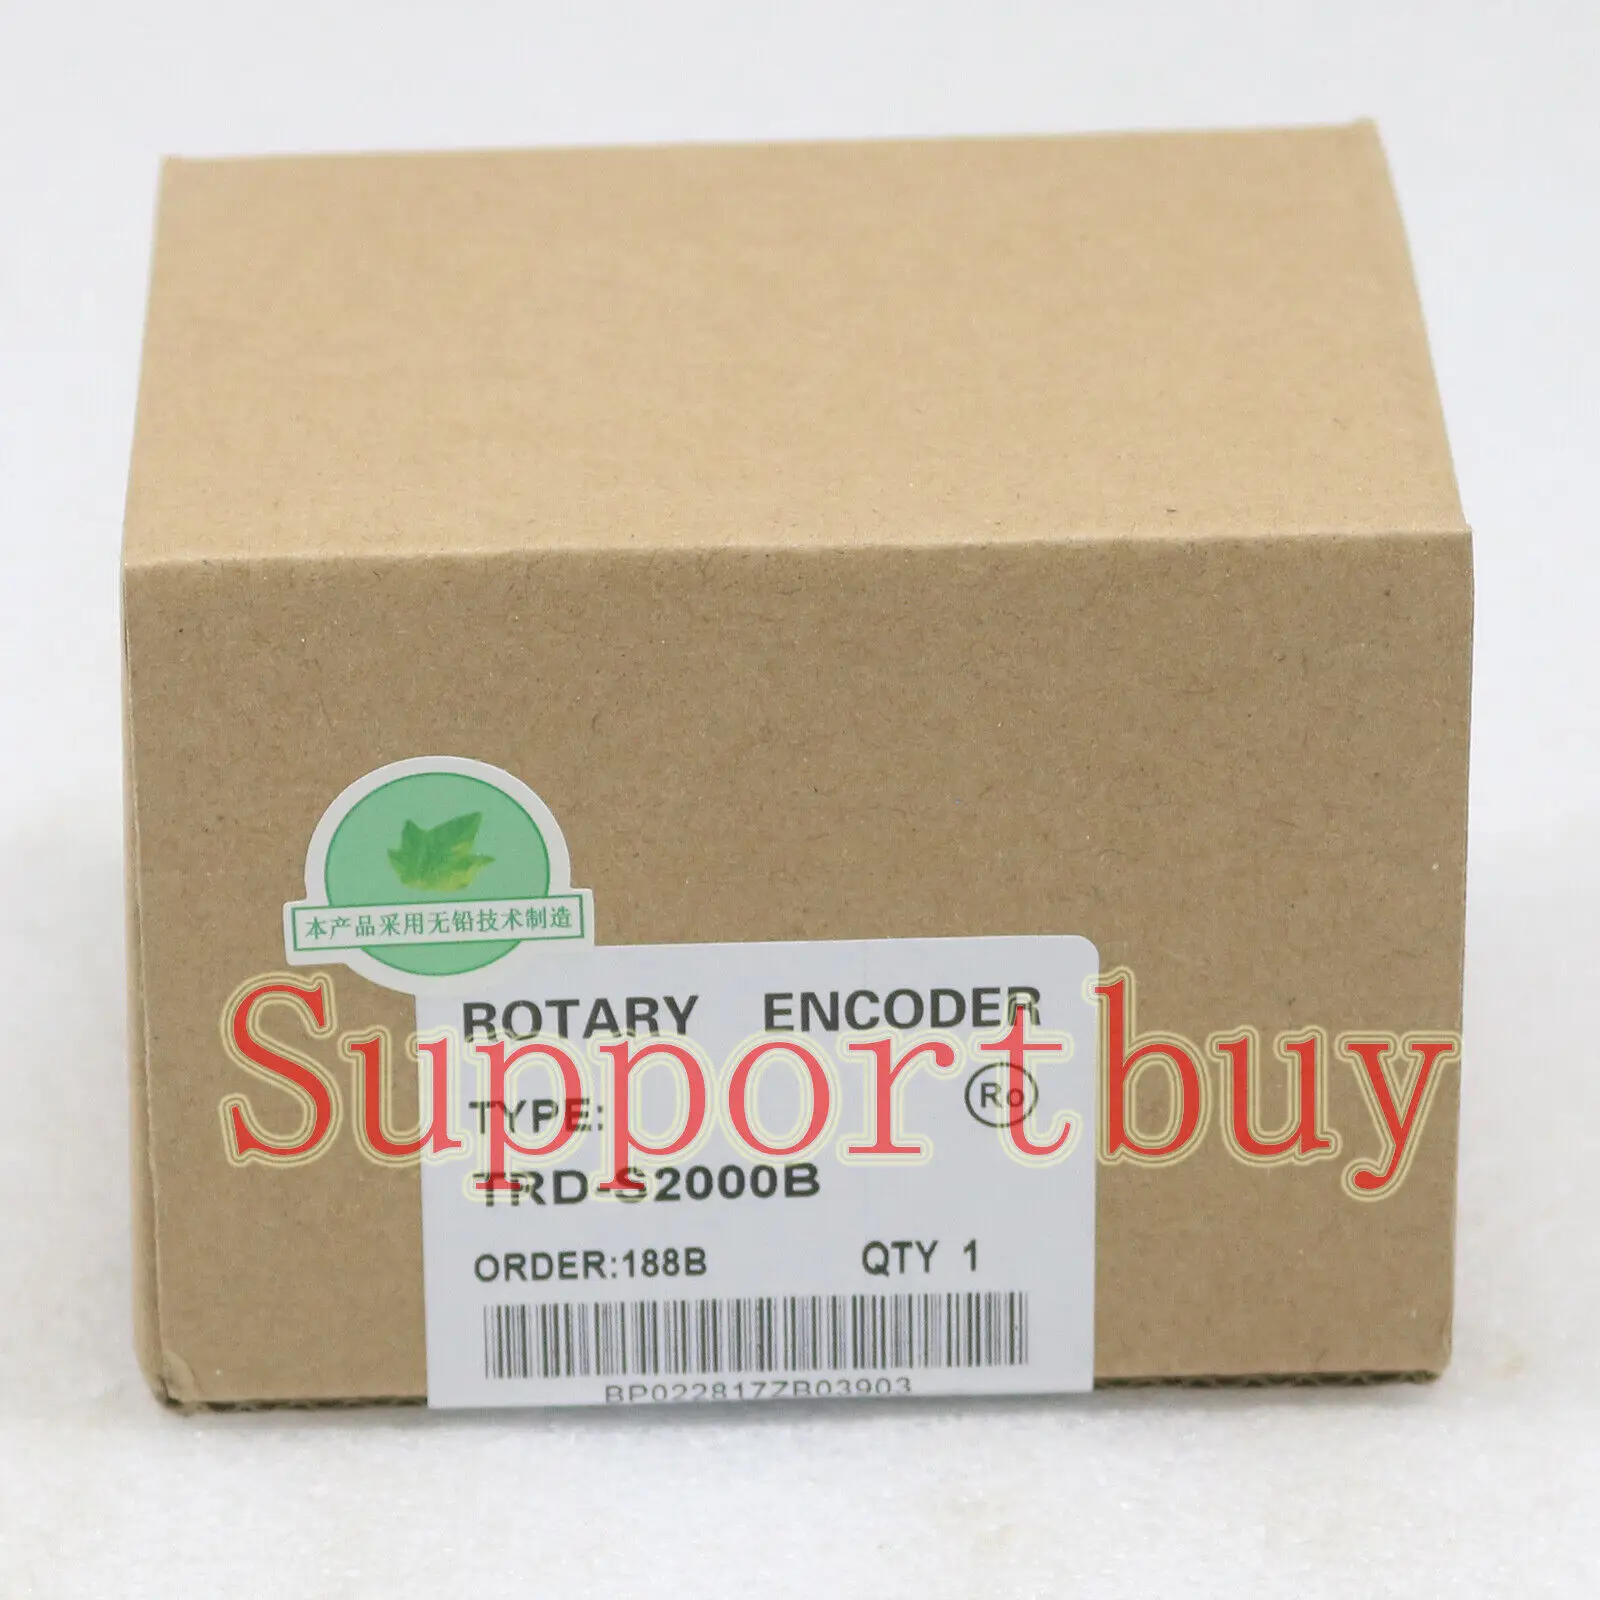 本产品采用无铅技术制造
ROTARY ENCODER
Supportbuy
TYPE:
Ro
TRD-S2000B
ORDER:188B QTY 1
BP022817ZB03903